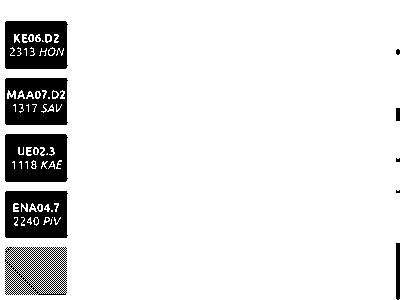 KE06.D2
2313 HON
MAA07.D2
1317 SAV
UE02.3
1118 KAE
ENA04.7
2240 PIV